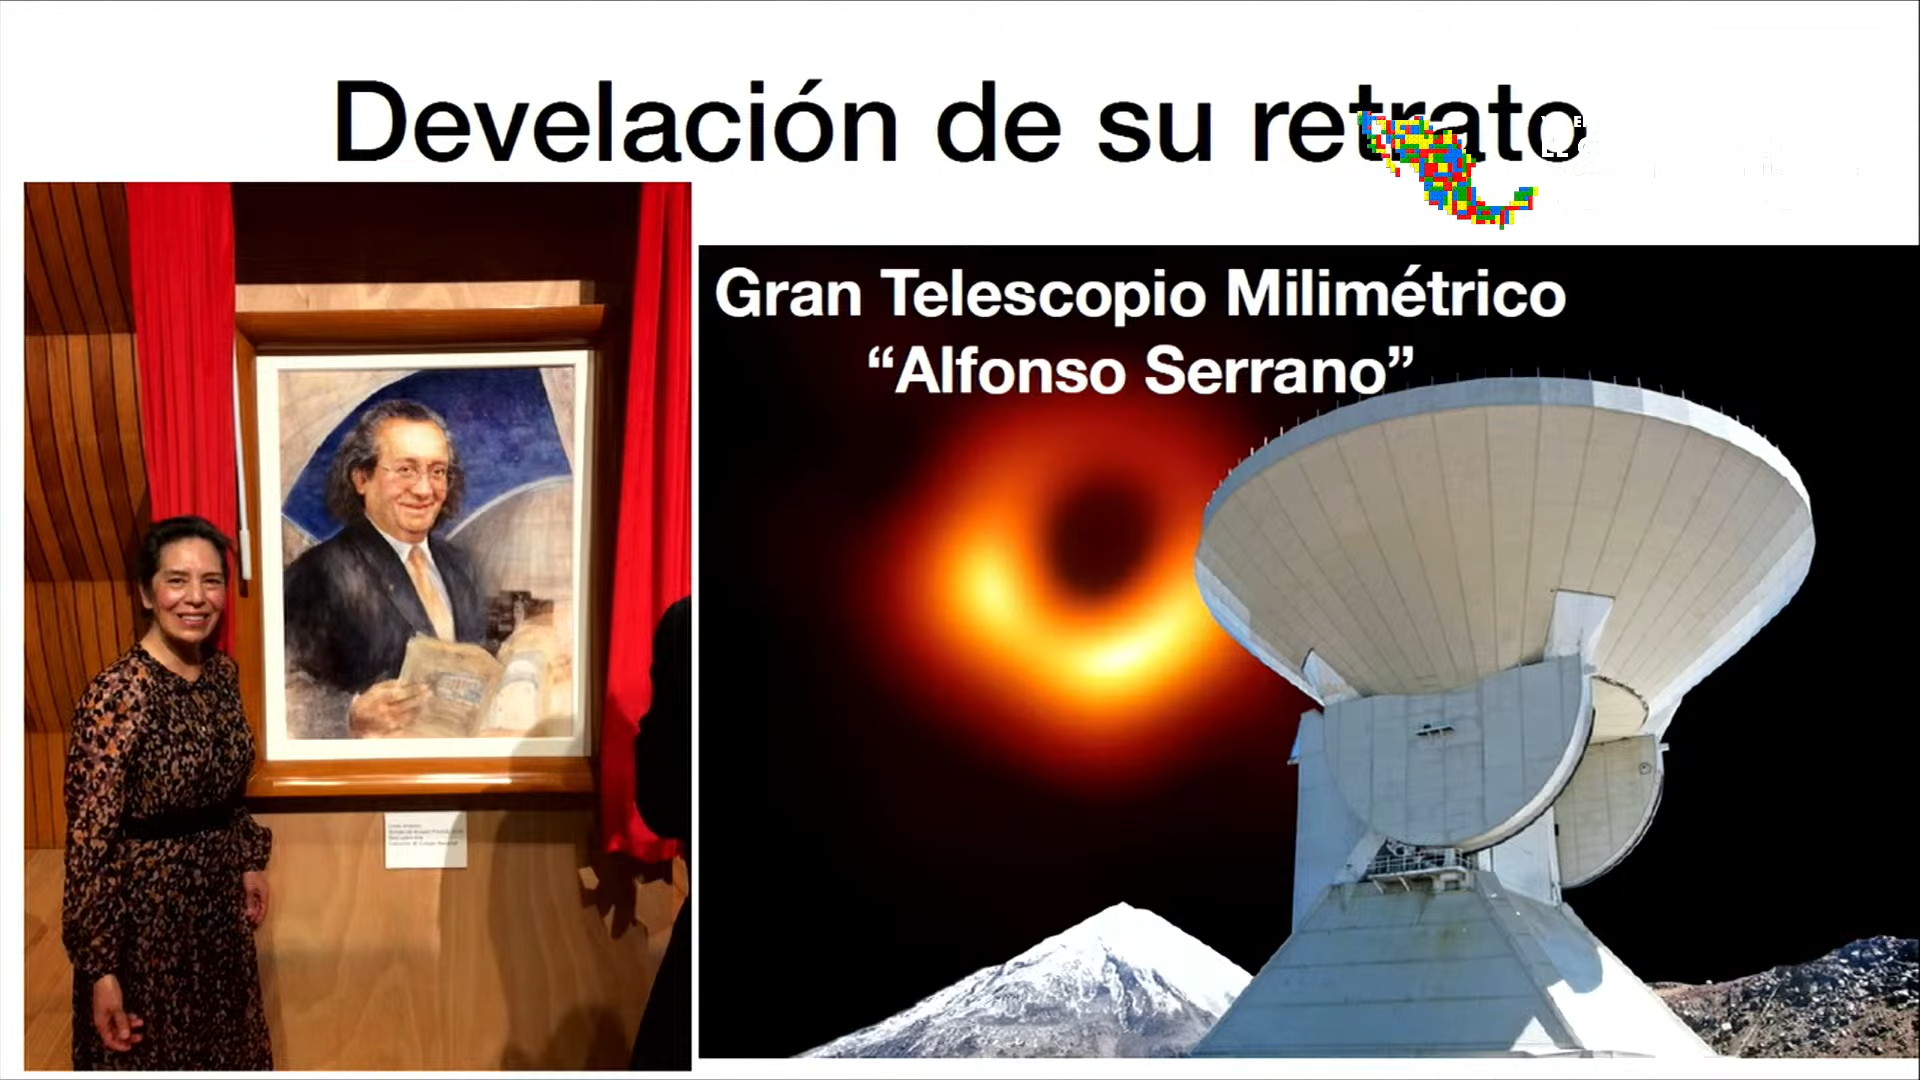 Develación de su retrato
Gran Telescopio Milimétrico
“Alfonso Serrano”